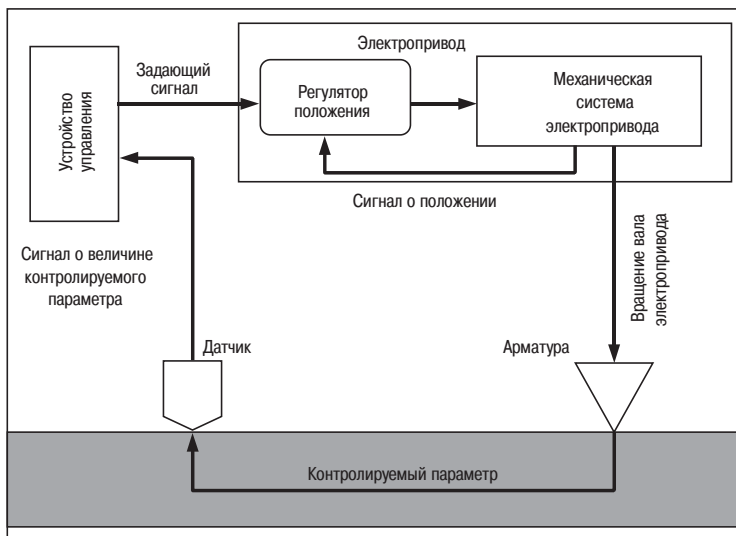 Электропривод
Устройство
управления
Задающий
сигнал
Регулятор
положения
Механическая
система
электропривода
Сигнал о положении
Сигнал о величине
контролируемого
параметра
Вращение вала
электропривода
Датчик
Арматура
Контролируемый параметр